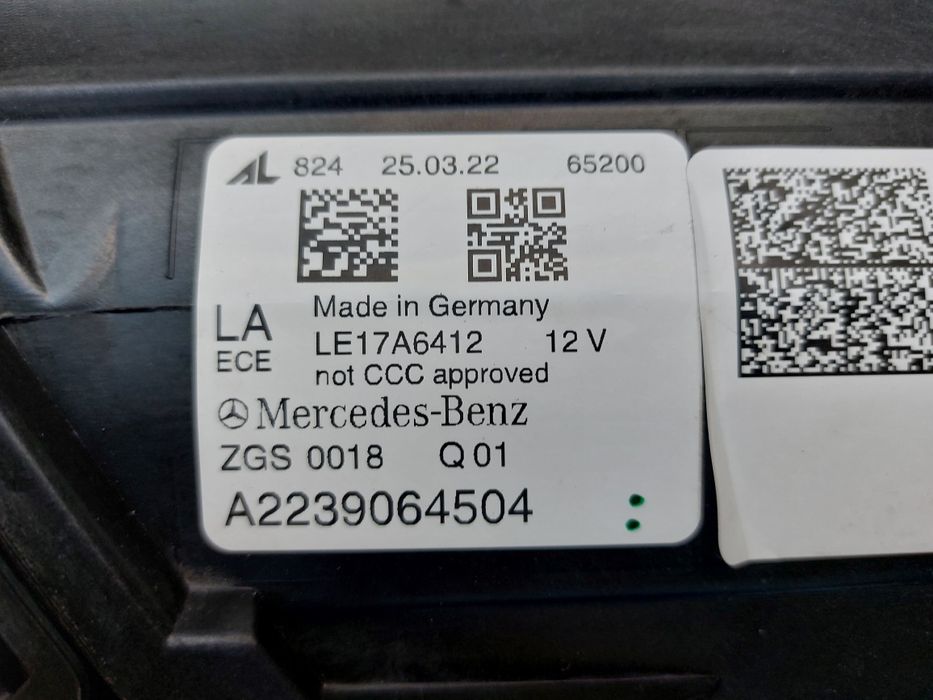 AL 824 25.03.22 65200
Made in Germany
LA LE17A6412 12 V
ECE not CCC approved
Mercedes-Benz
ZGS 0018 Q 01
A2239064504